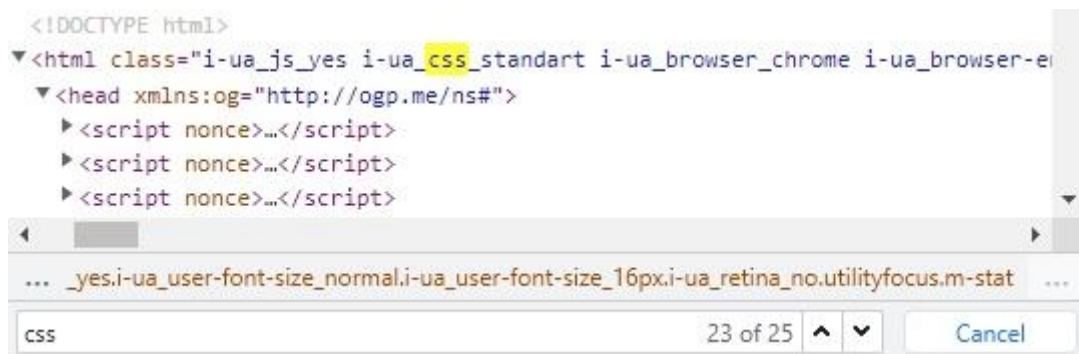 <!DOCTYPE html>
<html class="i-ua_js_yes i-ua_css_standart i-ua_browser_chrome i-ua_browser-e
<head xmlns:og="http://ogp.me/ns#">
<script nonce>…</script>
<script nonce>…</script>
<script nonce>…</script>
... _yes.i-ua_user-font-size_normal.i-ua_user-font-size_16px.i-ua_retina_no.utilityfocus.m-stat ...
css 23 of 25 Cancel